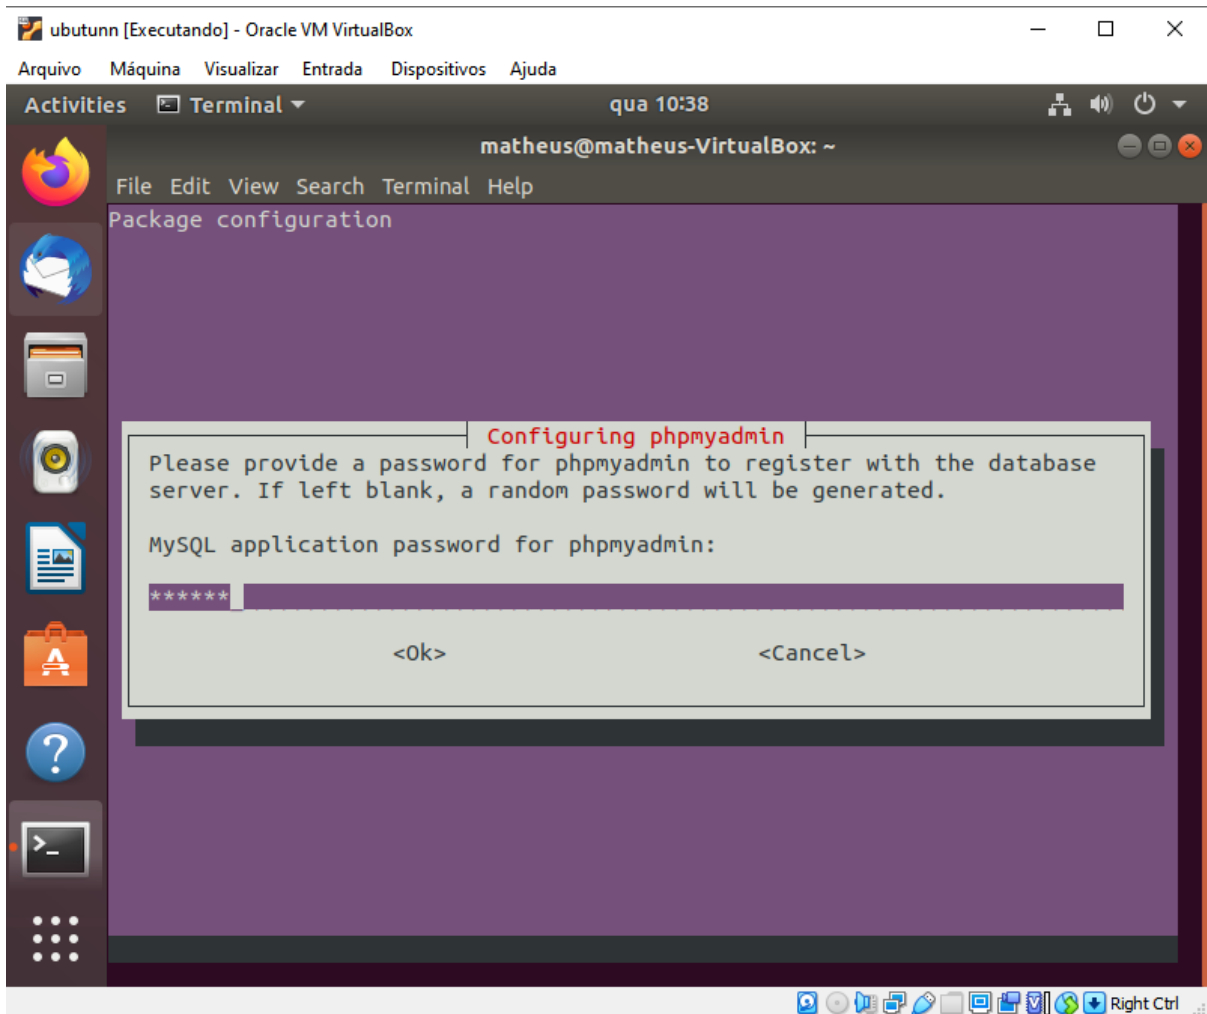 ubutunn [Executando] - Oracle VM VirtualBox
Arquivo Máquina Visualizar Entrada Dispositivos Ajuda
Activities Terminal qua 10:38
matheus@matheus-VirtualBox: ~
File Edit View Search Terminal Help
Package configuration
Configuring phpmyadmin
Please provide a password for phpmyadmin to register with the database
server. If left blank, a random password will be generated.
MySQL application password for phpmyadmin:
******_
<Ok> <Cancel>
Right Ctrl